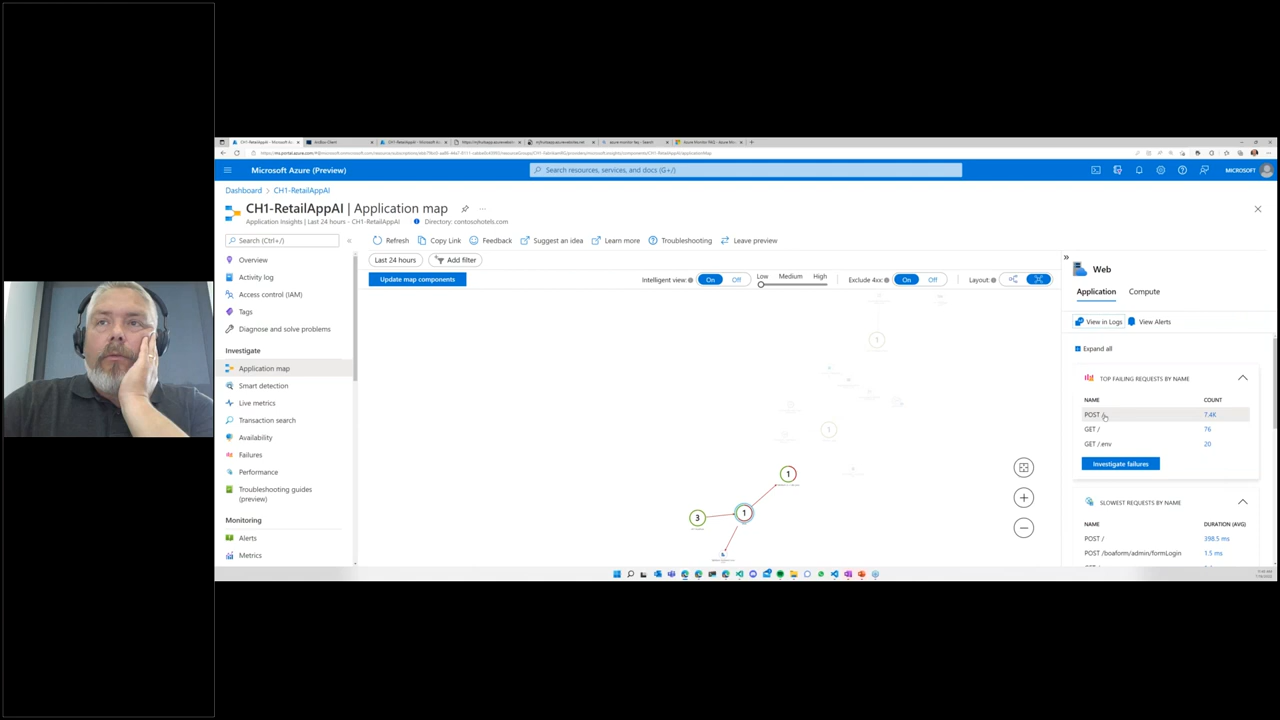 CH1-RetailAppAI - Microsoft A
Microsoft Azure (Preview)
Search resources, services, and docs (G+/)
MICROSOFT
Dashboard > CH1-RetailAppAI
CH1-RetailAppAI | Application map
Application Insights | Last 24 hours - CH1-RetailAppAI
Directory: contosohotels.com
Search (Ctrl+/)
Refresh
Copy Link
Feedback
Suggest an idea
Learn more
Troubleshooting
Leave preview
Last 24 hours
Add filter
Update map components
Intelligent view:
On
Off
Low
Medium
High
Exclude 4xx:
On
Off
Layout
Overview
Activity log
Access control (IAM)
Tags
Diagnose and solve problems
Investigate
Application map
Smart detection
Live metrics
Transaction search
Availability
Failures
Performance
Troubleshooting guides
(preview)
Monitoring
Alerts
Metrics
1
1
1
3
1
Web
Application
Compute
View in Logs
View Alerts
Expand all
TOP FAILING REQUESTS BY NAME
NAME COUNT
POST / 7.4K
GET / 76
GET /.env 20
Investigate failures
SLOWEST REQUESTS BY NAME
NAME DURATION (AVG)
POST / 398.5 ms
POST /boaform/admin/formLogin 1.5 ms